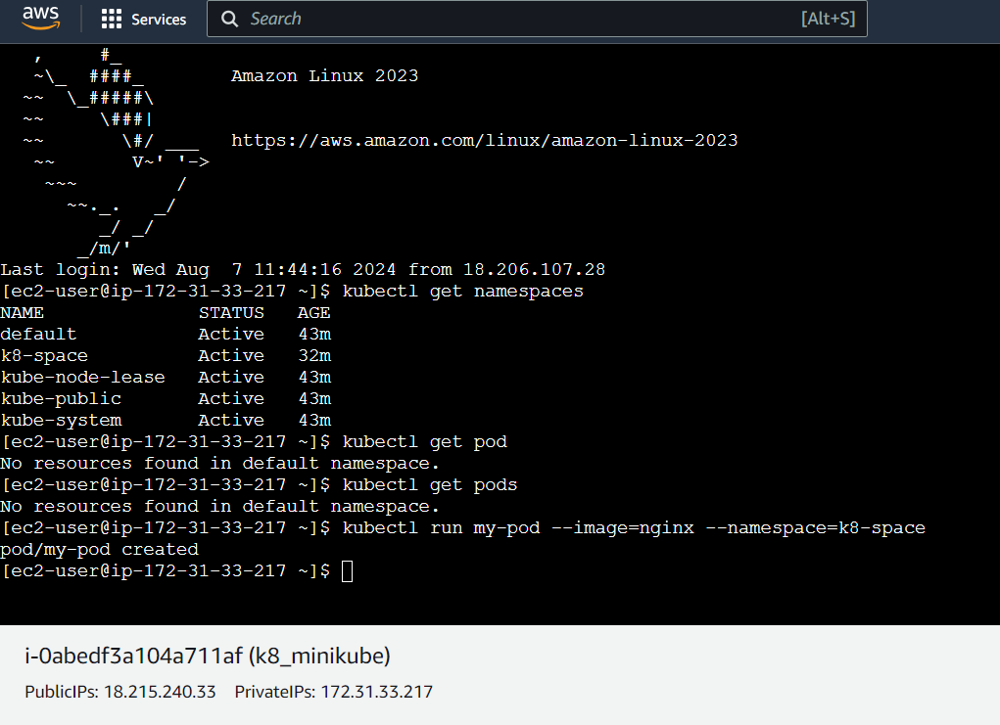 aws Services Search [Alt+S]
   ,     #_
   ~\_  ####_        Amazon Linux 2023
  ~~  \_#####\
  ~~     \###|
  ~~       \#/ ___   https://aws.amazon.com/linux/amazon-linux-2023
   ~~       V~' '->
    ~~~         /
      ~~._.   _/
         _/ _/
       _/m/'
Last login: Wed Aug  7 11:44:16 2024 from 18.206.107.28
[ec2-user@ip-172-31-33-217 ~]$ kubectl get namespaces
NAME              STATUS   AGE
default           Active   43m
k8-space          Active   32m
kube-node-lease   Active   43m
kube-public       Active   43m
kube-system       Active   43m
[ec2-user@ip-172-31-33-217 ~]$ kubectl get pod
No resources found in default namespace.
[ec2-user@ip-172-31-33-217 ~]$ kubectl get pods
No resources found in default namespace.
[ec2-user@ip-172-31-33-217 ~]$ kubectl run my-pod --image=nginx --namespace=k8-space
pod/my-pod created
[ec2-user@ip-172-31-33-217 ~]$
i-0abedf3a104a711af (k8_minikube)
PublicIPs: 18.215.240.33 PrivateIPs: 172.31.33.217